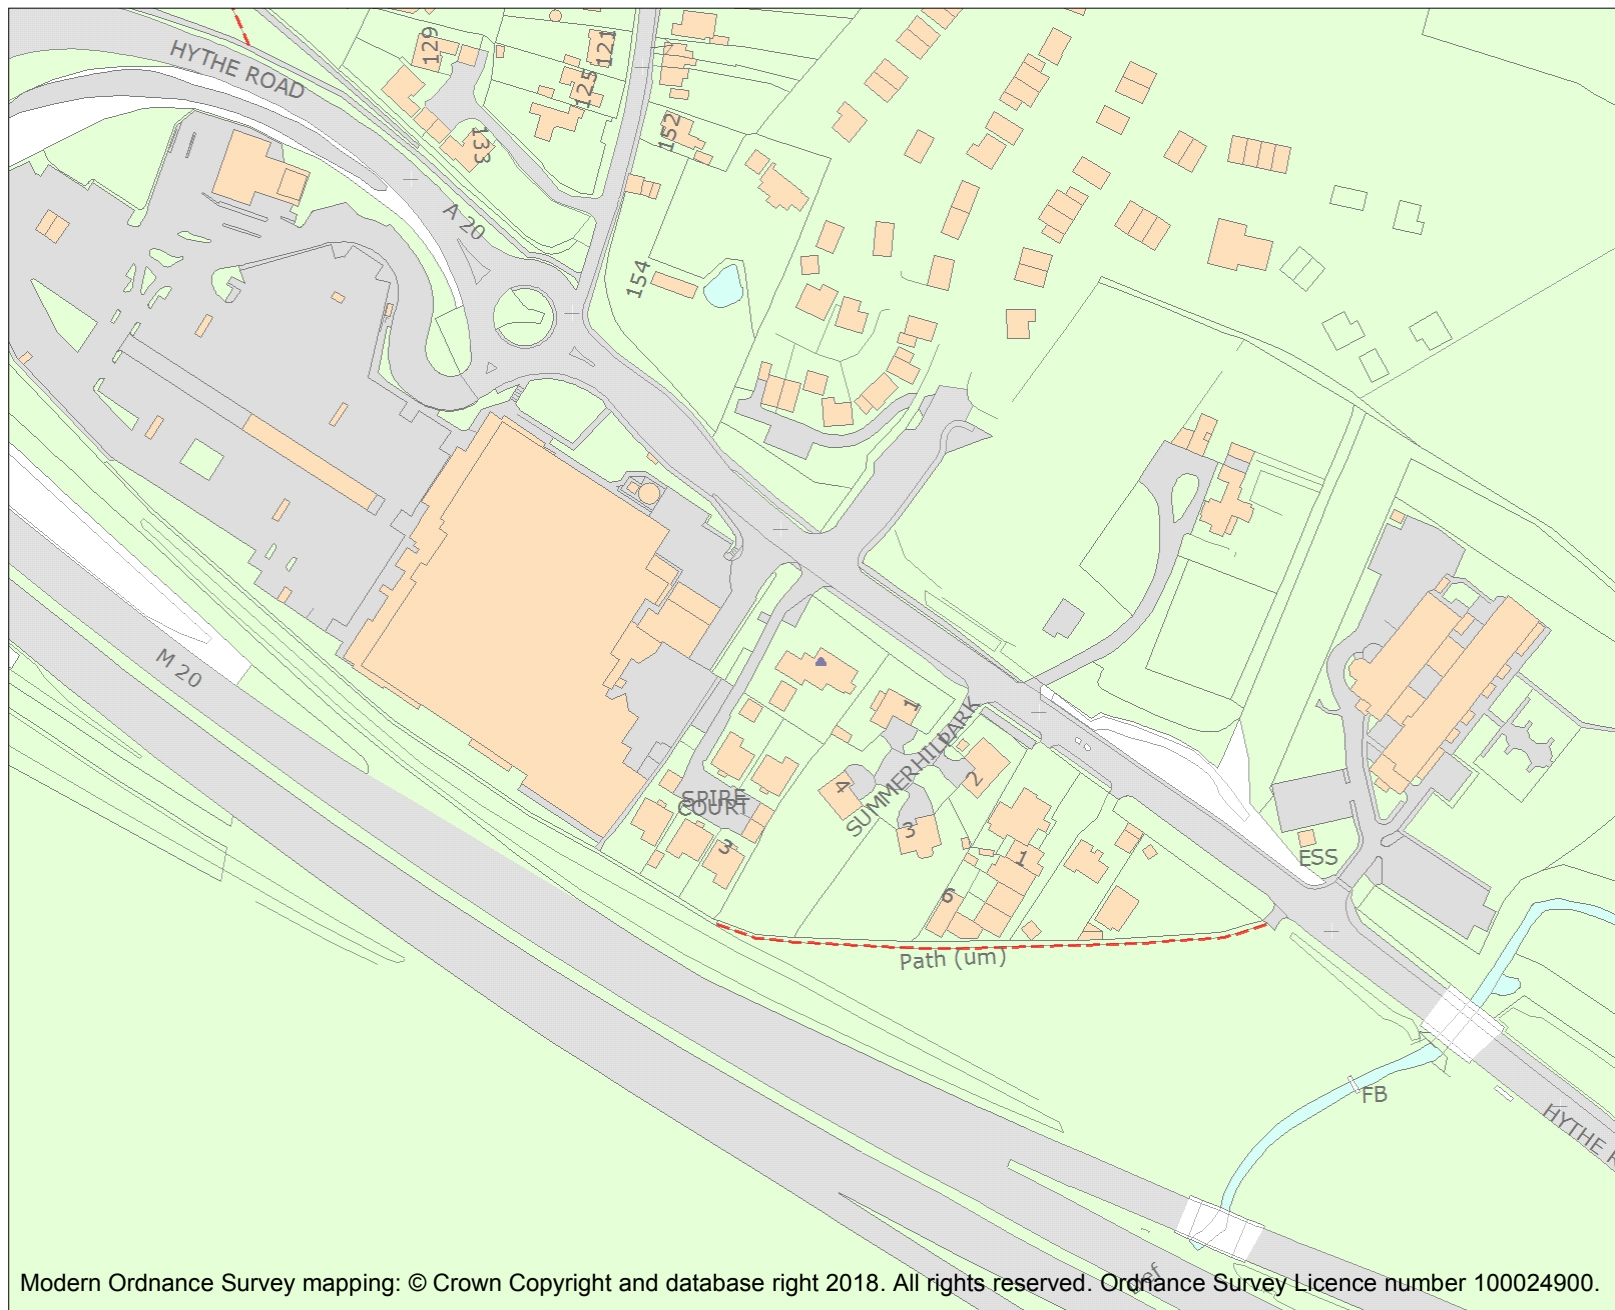 HYTHE ROAD
129
121
125
133
152
A 20
154
M 20
1
SUMMERHILL PARK
2
4
3
SPIRE
COURT
3
1
6
ESS
Path (um)
FB
HYTHE R
Def
Modern Ordnance Survey mapping: © Crown Copyright and database right 2018. All rights reserved. Ordnance Survey Licence number 100024900.